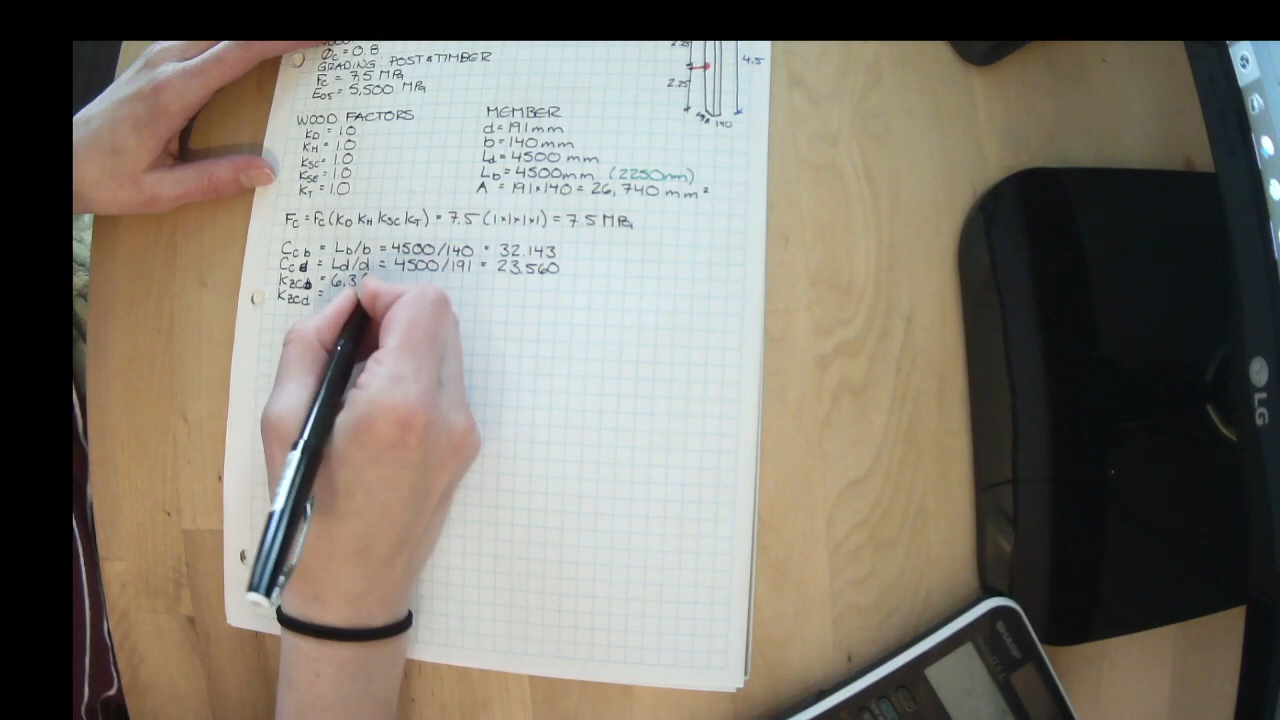 Φc = 0.8
GRADING: POST & TIMBER
Fc = 7.5 MPa
E05 = 5,500 MPa
2.25
4.5
140
WOOD FACTORS
KD = 1.0
KH = 1.0
KSC = 1.0
KSE = 1.0
KT = 1.0
MEMBER
d = 191mm
b = 140mm
Ld = 4500 mm
Lb = 4500mm (2250mm)
A = 191×140 = 26,740 mm²
Fc = Fc (KD KH KSC KT) = 7.5 (1×1×1×1) = 7.5 MPa
Ccb = Lb/b = 4500/140 = 32.143
Ccd = Ld/d = 4500/191 = 23.560
KZCb = 6.3
KZCd =
SHARP
LG